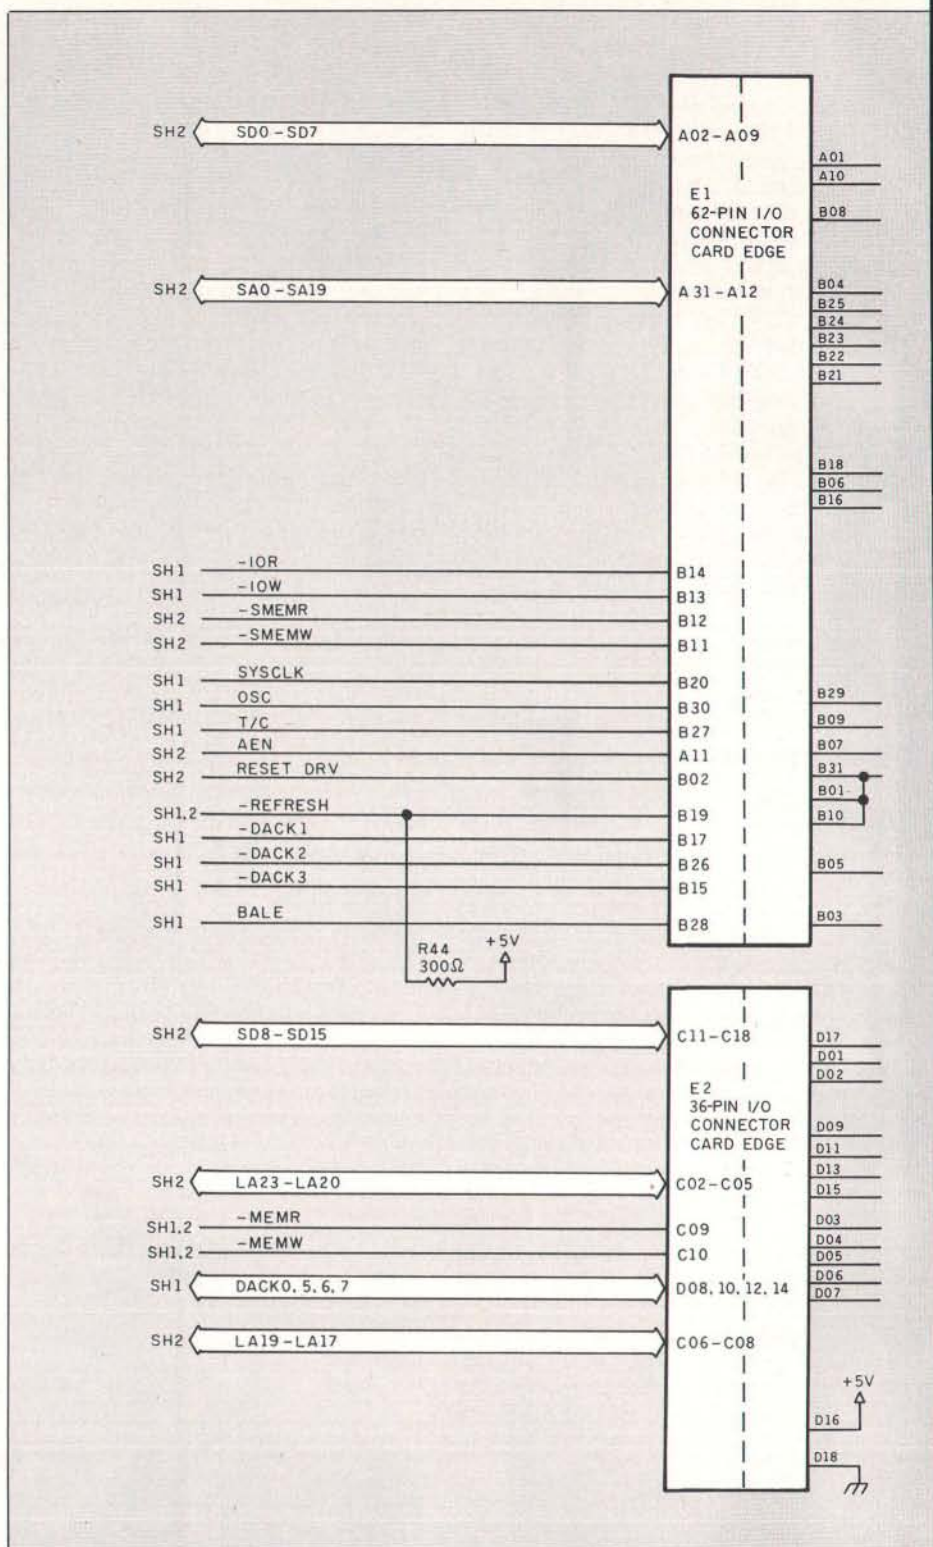 SH2 SD0-SD7 A02-A09
A01
A10
E1
62-PIN I/O
CONNECTOR
CARD EDGE
B08
SH2 SA0-SA19 A31-A12
B04
B25
B24
B23
B22
B21
B18
B06
B16
SH1 -IOR B14
SH1 -IOW B13
SH2 -SMEMR B12
SH2 -SMEMW B11
SH1 SYSCLK B20
SH1 OSC B30
B29
SH1 T/C B27
B09
SH2 AEN A11
B07
SH2 RESET DRV B02
B31
B01
SH1,2 -REFRESH B19
B10
SH1 -DACK1 B17
SH1 -DACK2 B26
B05
SH1 -DACK3 B15
SH1 BALE B28
B03
R44
300Ω
+5V
SH2 SD8-SD15 C11-C18
D17
D01
D02
E2
36-PIN I/O
CONNECTOR
CARD EDGE
D09
D11
D13
D15
SH2 LA23-LA20 C02-C05
SH1,2 -MEMR C09
D03
SH1,2 -MEMW C10
D04
D05
SH1 DACK0, 5, 6, 7 D08, 10, 12, 14
D06
D07
SH2 LA19-LA17 C06-C08
+5V
D16
D18